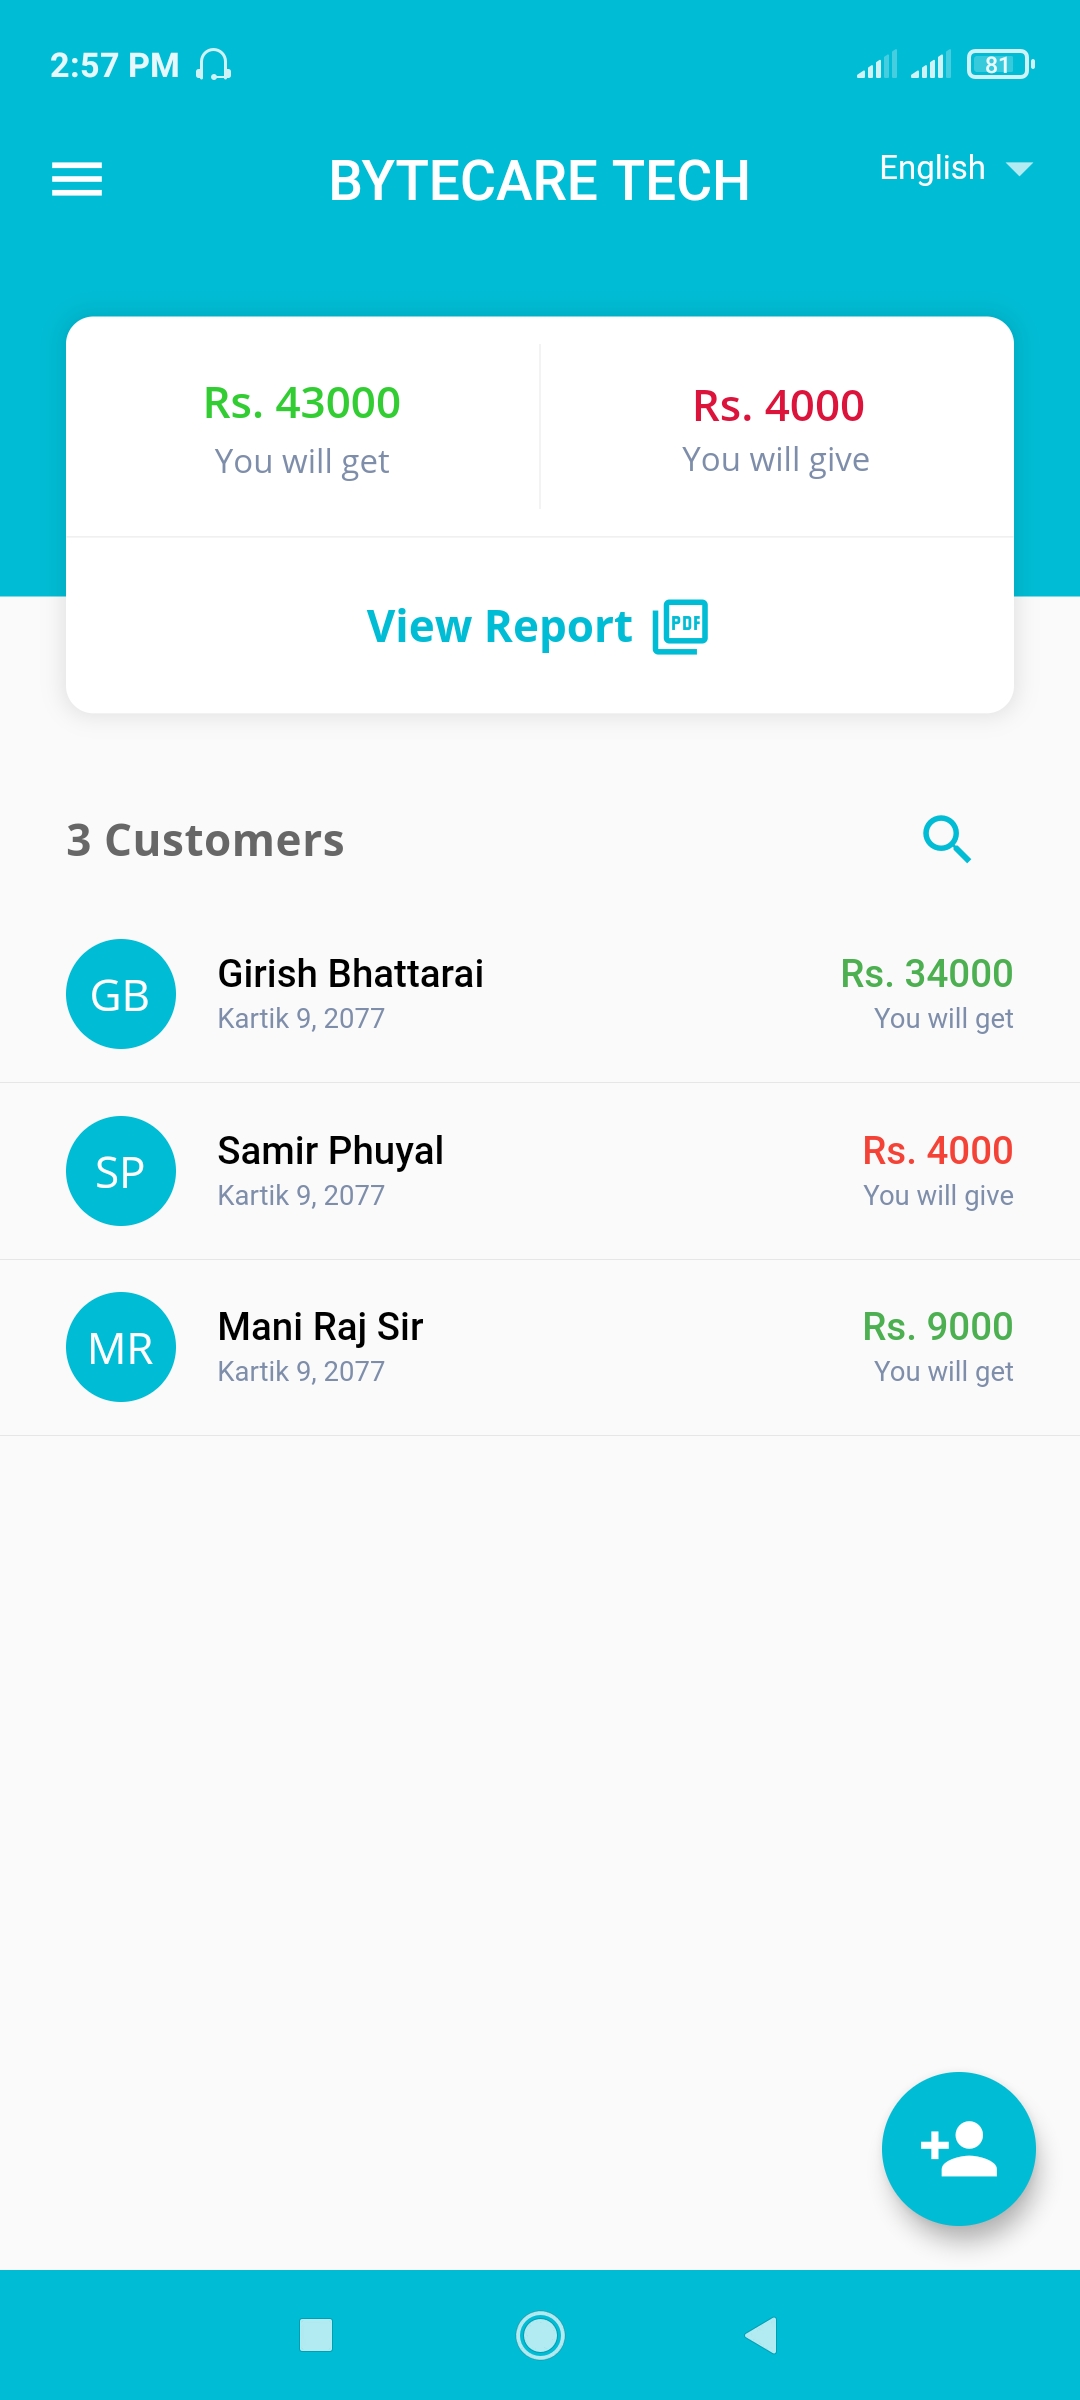 2:57 PM
81
BYTECARE TECH
English
Rs. 43000
You will get
Rs. 4000
You will give
View Report PDF
3 Customers
GB
Girish Bhattarai
Kartik 9, 2077
Rs. 34000
You will get
SP
Samir Phuyal
Kartik 9, 2077
Rs. 4000
You will give
MR
Mani Raj Sir
Kartik 9, 2077
Rs. 9000
You will get